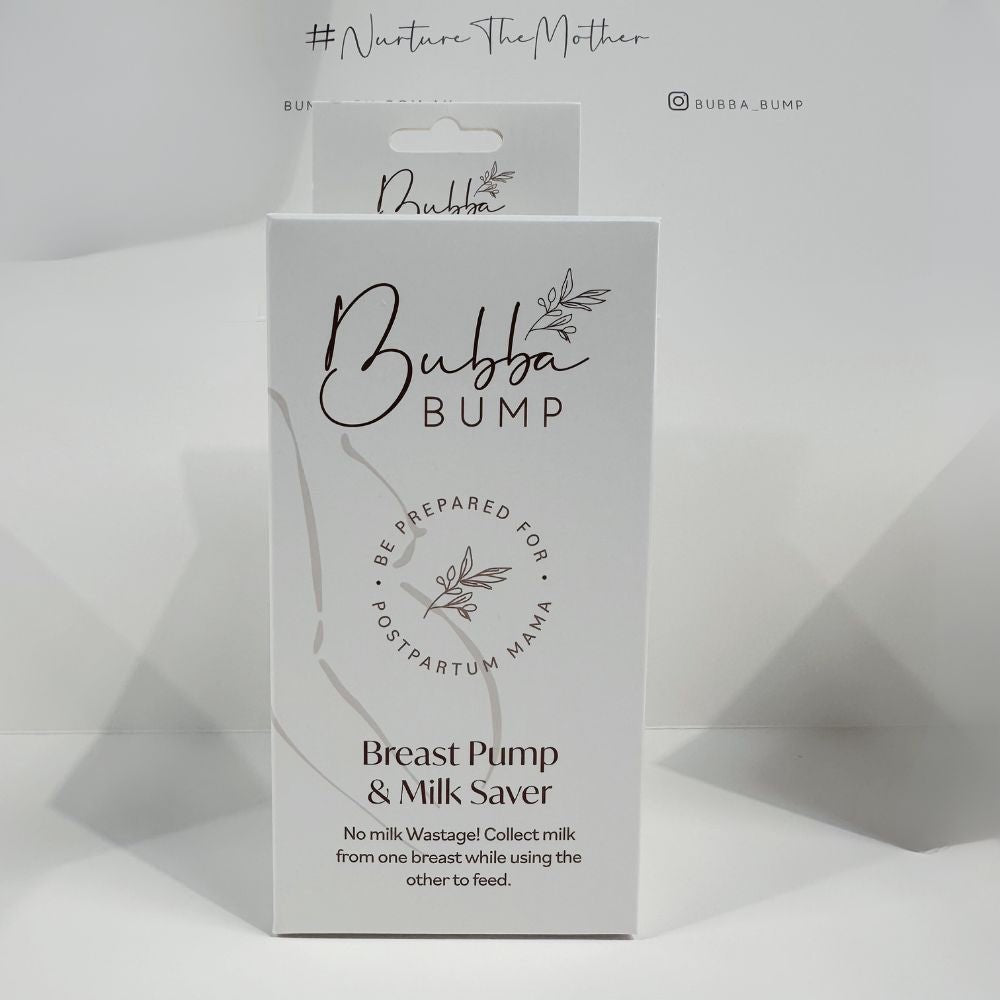 #NurtureTheMother
BUBBA_BUMP
Bubba
Bubba
BUMP
BE PREPARED FOR
POSTPARTUM MAMA
Breast Pump
& Milk Saver
No milk Wastage! Collect milk
from one breast while using the
other to feed.